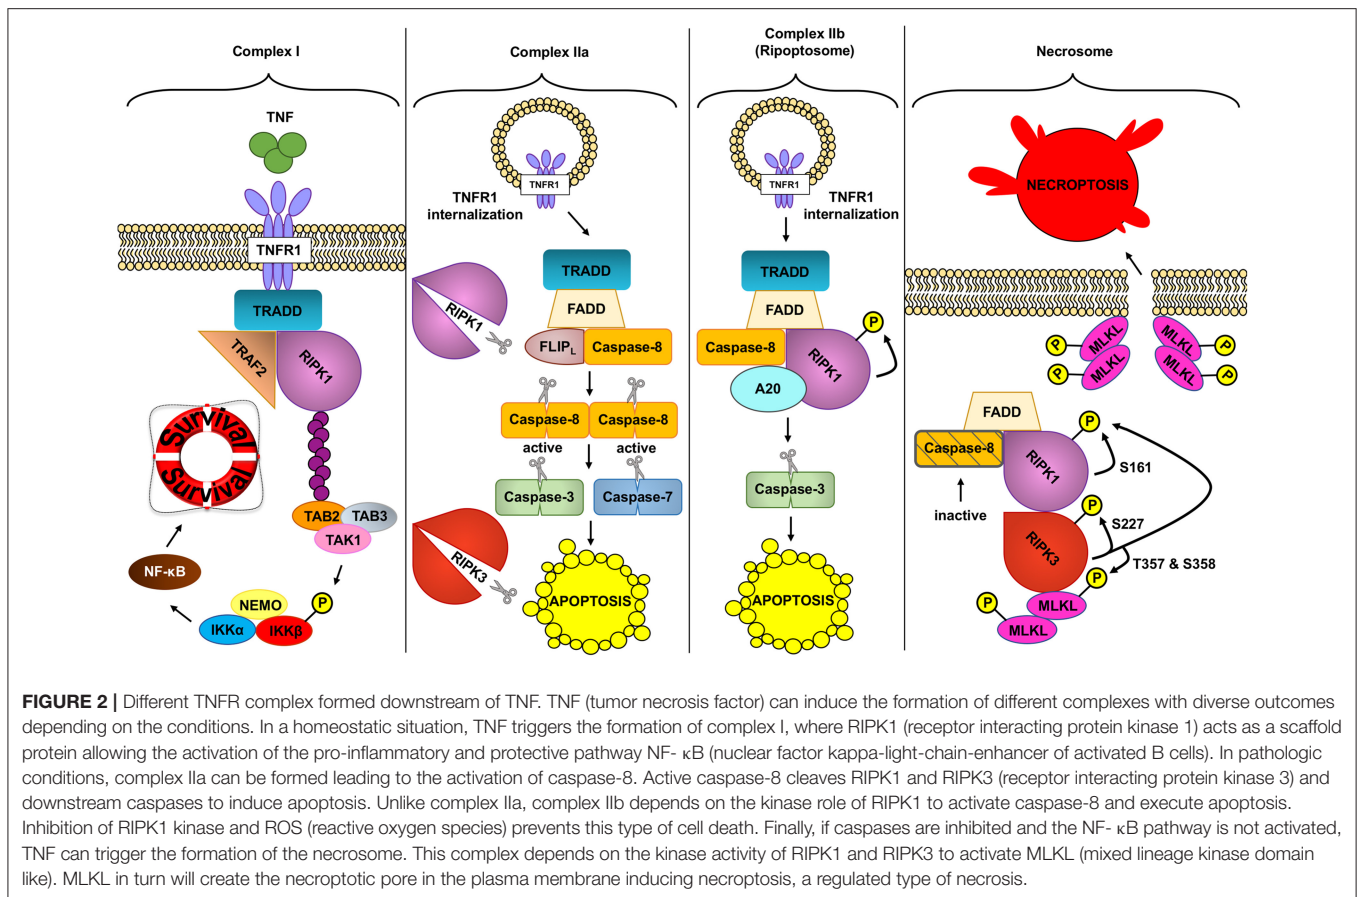 Complex I
TNF
TNFR1
TRADD
TRAF2
RIPK1
Survival
Survival
TAB2
TAB3
TAK1
NF-κB
NEMO
P
IKKα
IKKβ
Complex IIa
TNFR1
TNFR1
internalization
TRADD
FADD
RIPK1
FLIPL
Caspase-8
Caspase-8
Caspase-8
active
active
Caspase-3
Caspase-7
RIPK3
APOPTOSIS
Complex IIb
(Ripoptosome)
TNFR1
TNFR1
internalization
TRADD
FADD
P
Caspase-8
RIPK1
A20
Caspase-3
APOPTOSIS
Necrosome
NECROPTOSIS
P
MLKL
MLKL
P
P
MLKL
MLKL
P
FADD
P
Caspase-8
RIPK1
S161
inactive
P
S227
RIPK3
T357 & S358
P
P
MLKL
MLKL
FIGURE 2 | Different TNFR complex formed downstream of TNF. TNF (tumor necrosis factor) can induce the formation of different complexes with diverse outcomes
depending on the conditions. In a homeostatic situation, TNF triggers the formation of complex I, where RIPK1 (receptor interacting protein kinase 1) acts as a scaffold
protein allowing the activation of the pro-inflammatory and protective pathway NF- κB (nuclear factor kappa-light-chain-enhancer of activated B cells). In pathologic
conditions, complex IIa can be formed leading to the activation of caspase-8. Active caspase-8 cleaves RIPK1 and RIPK3 (receptor interacting protein kinase 3) and
downstream caspases to induce apoptosis. Unlike complex IIa, complex IIb depends on the kinase role of RIPK1 to activate caspase-8 and execute apoptosis.
Inhibition of RIPK1 kinase and ROS (reactive oxygen species) prevents this type of cell death. Finally, if caspases are inhibited and the NF- κB pathway is not activated,
TNF can trigger the formation of the necrosome. This complex depends on the kinase activity of RIPK1 and RIPK3 to activate MLKL (mixed lineage kinase domain
like). MLKL in turn will create the necroptotic pore in the plasma membrane inducing necroptosis, a regulated type of necrosis.